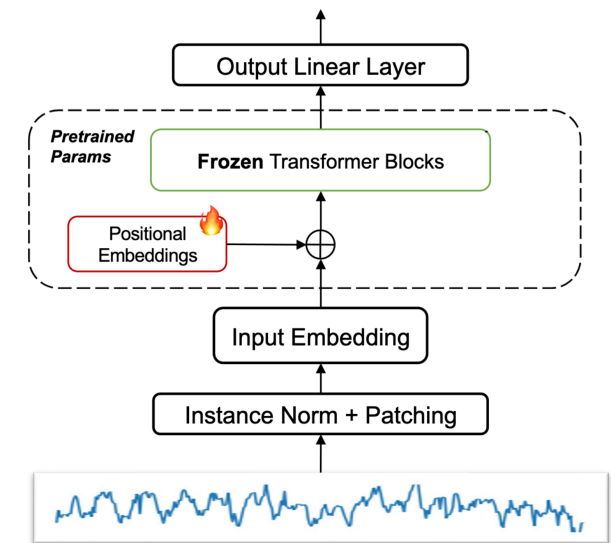 Output Linear Layer
Pretrained
Params
Frozen Transformer Blocks
Positional
Embeddings
Input Embedding
Instance Norm + Patching